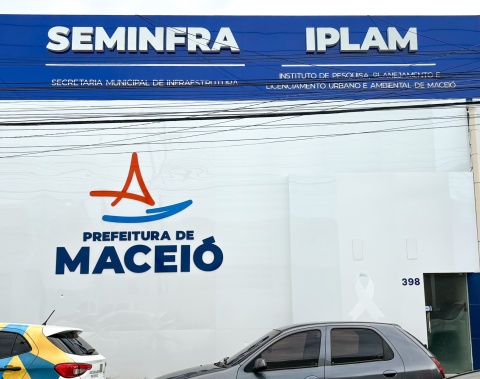 SEMINFRA
SECRETARIA MUNICIPAL DE INFRAESTRUTURA
IPLAM
INSTITUTO DE PESQUISA, PLANEJAMENTO E
LICENCIAMENTO URBANO E AMBIENTAL DE MACEIÓ
PREFEITURA DE
MACEIÓ
398